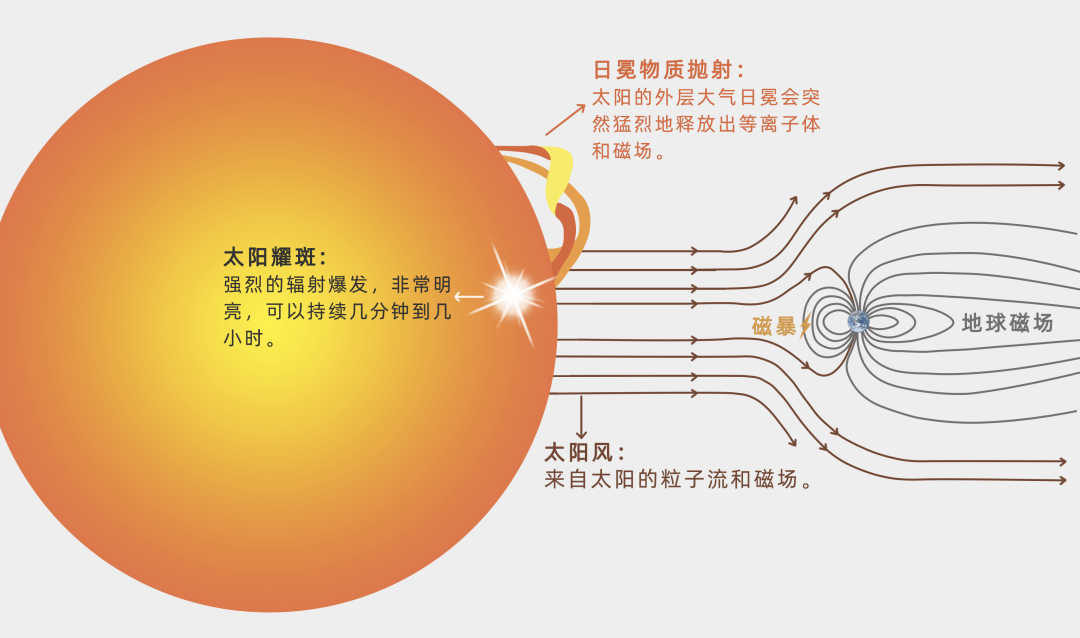 日冕物质抛射：
太阳的外层大气日冕会突
然猛烈地释放出等离子体
和磁场。
太阳耀斑：
强烈的辐射爆发，非常明
亮，可以持续几分钟到几
小时。
磁暴
地球磁场
太阳风：
来自太阳的粒子流和磁场。